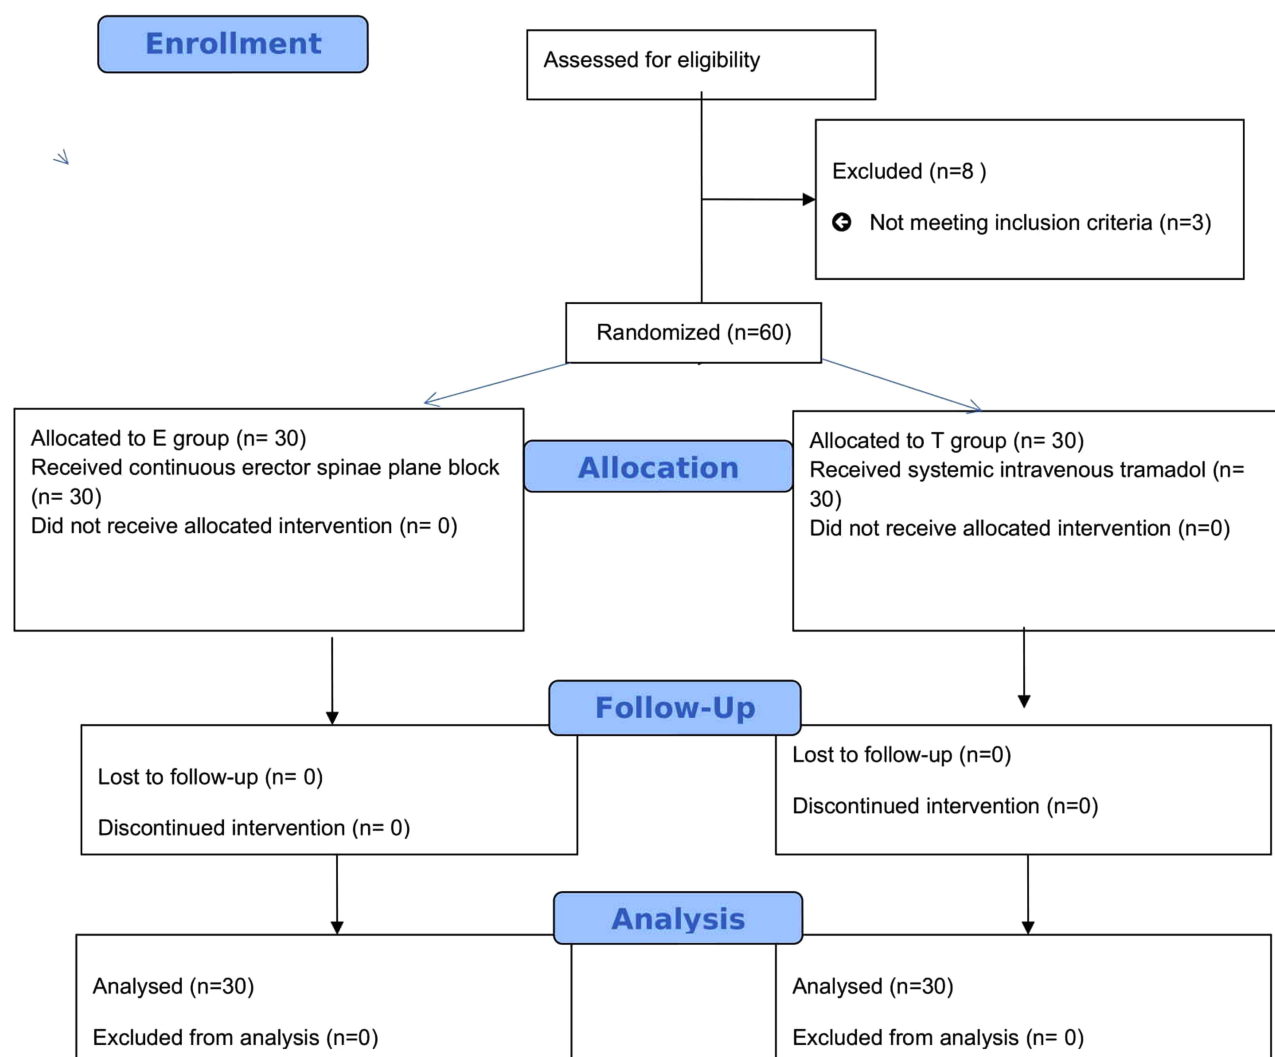 Enrollment
Assessed for eligibility
Excluded (n=8 )
Not meeting inclusion criteria (n=3)
Randomized (n=60)
Allocated to E group (n= 30)
Received continuous erector spinae plane block
(n= 30)
Did not receive allocated intervention (n= 0)
Allocation
Allocated to T group (n= 30)
Received systemic intravenous tramadol (n=
30)
Did not receive allocated intervention (n=0)
Follow-Up
Lost to follow-up (n= 0)
Discontinued intervention (n= 0)
Lost to follow-up (n=0)
Discontinued intervention (n=0)
Analysis
Analysed (n=30)
Excluded from analysis (n=0)
Analysed (n=30)
Excluded from analysis (n= 0)